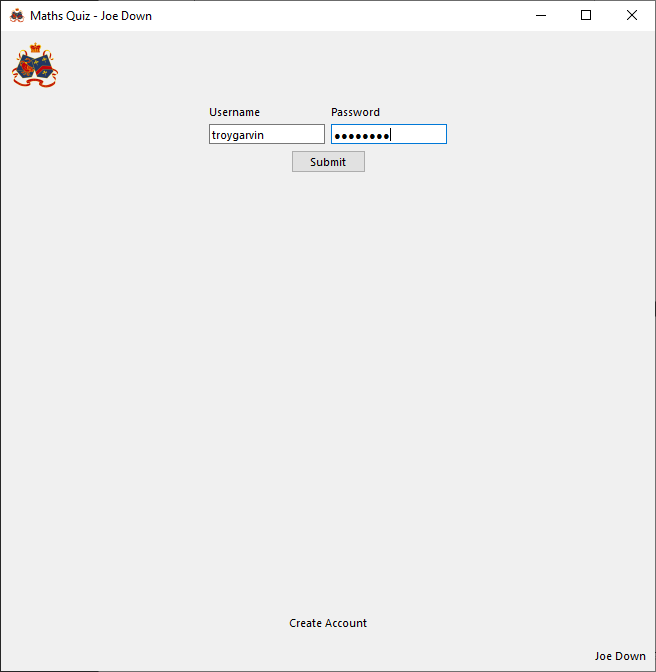 Maths Quiz - Joe Down
Username Password
troygarvin ●●●●●●●●
Submit
Create Account
Joe Down